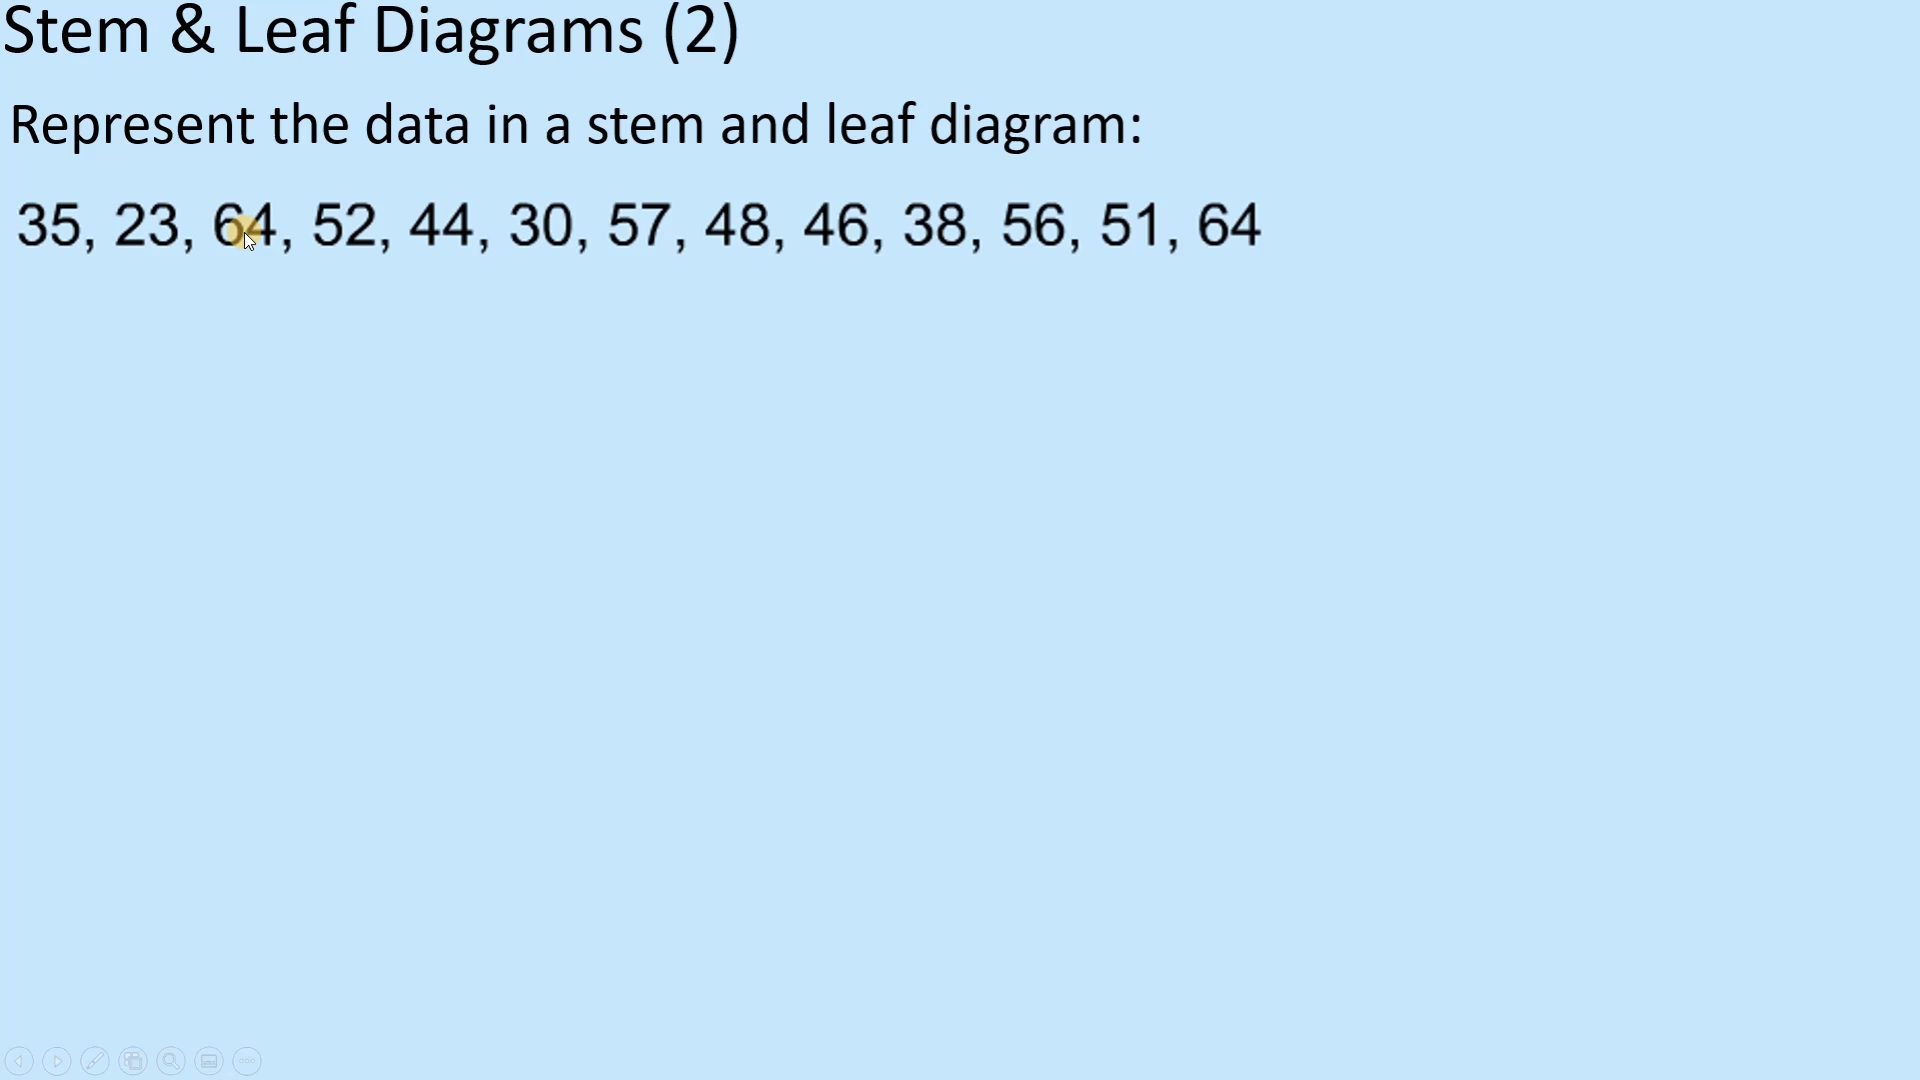 Stem & Leaf Diagrams (2)
Represent the data in a stem and leaf diagram:
35, 23, 64, 52, 44, 30, 57, 48, 46, 38, 56, 51, 64